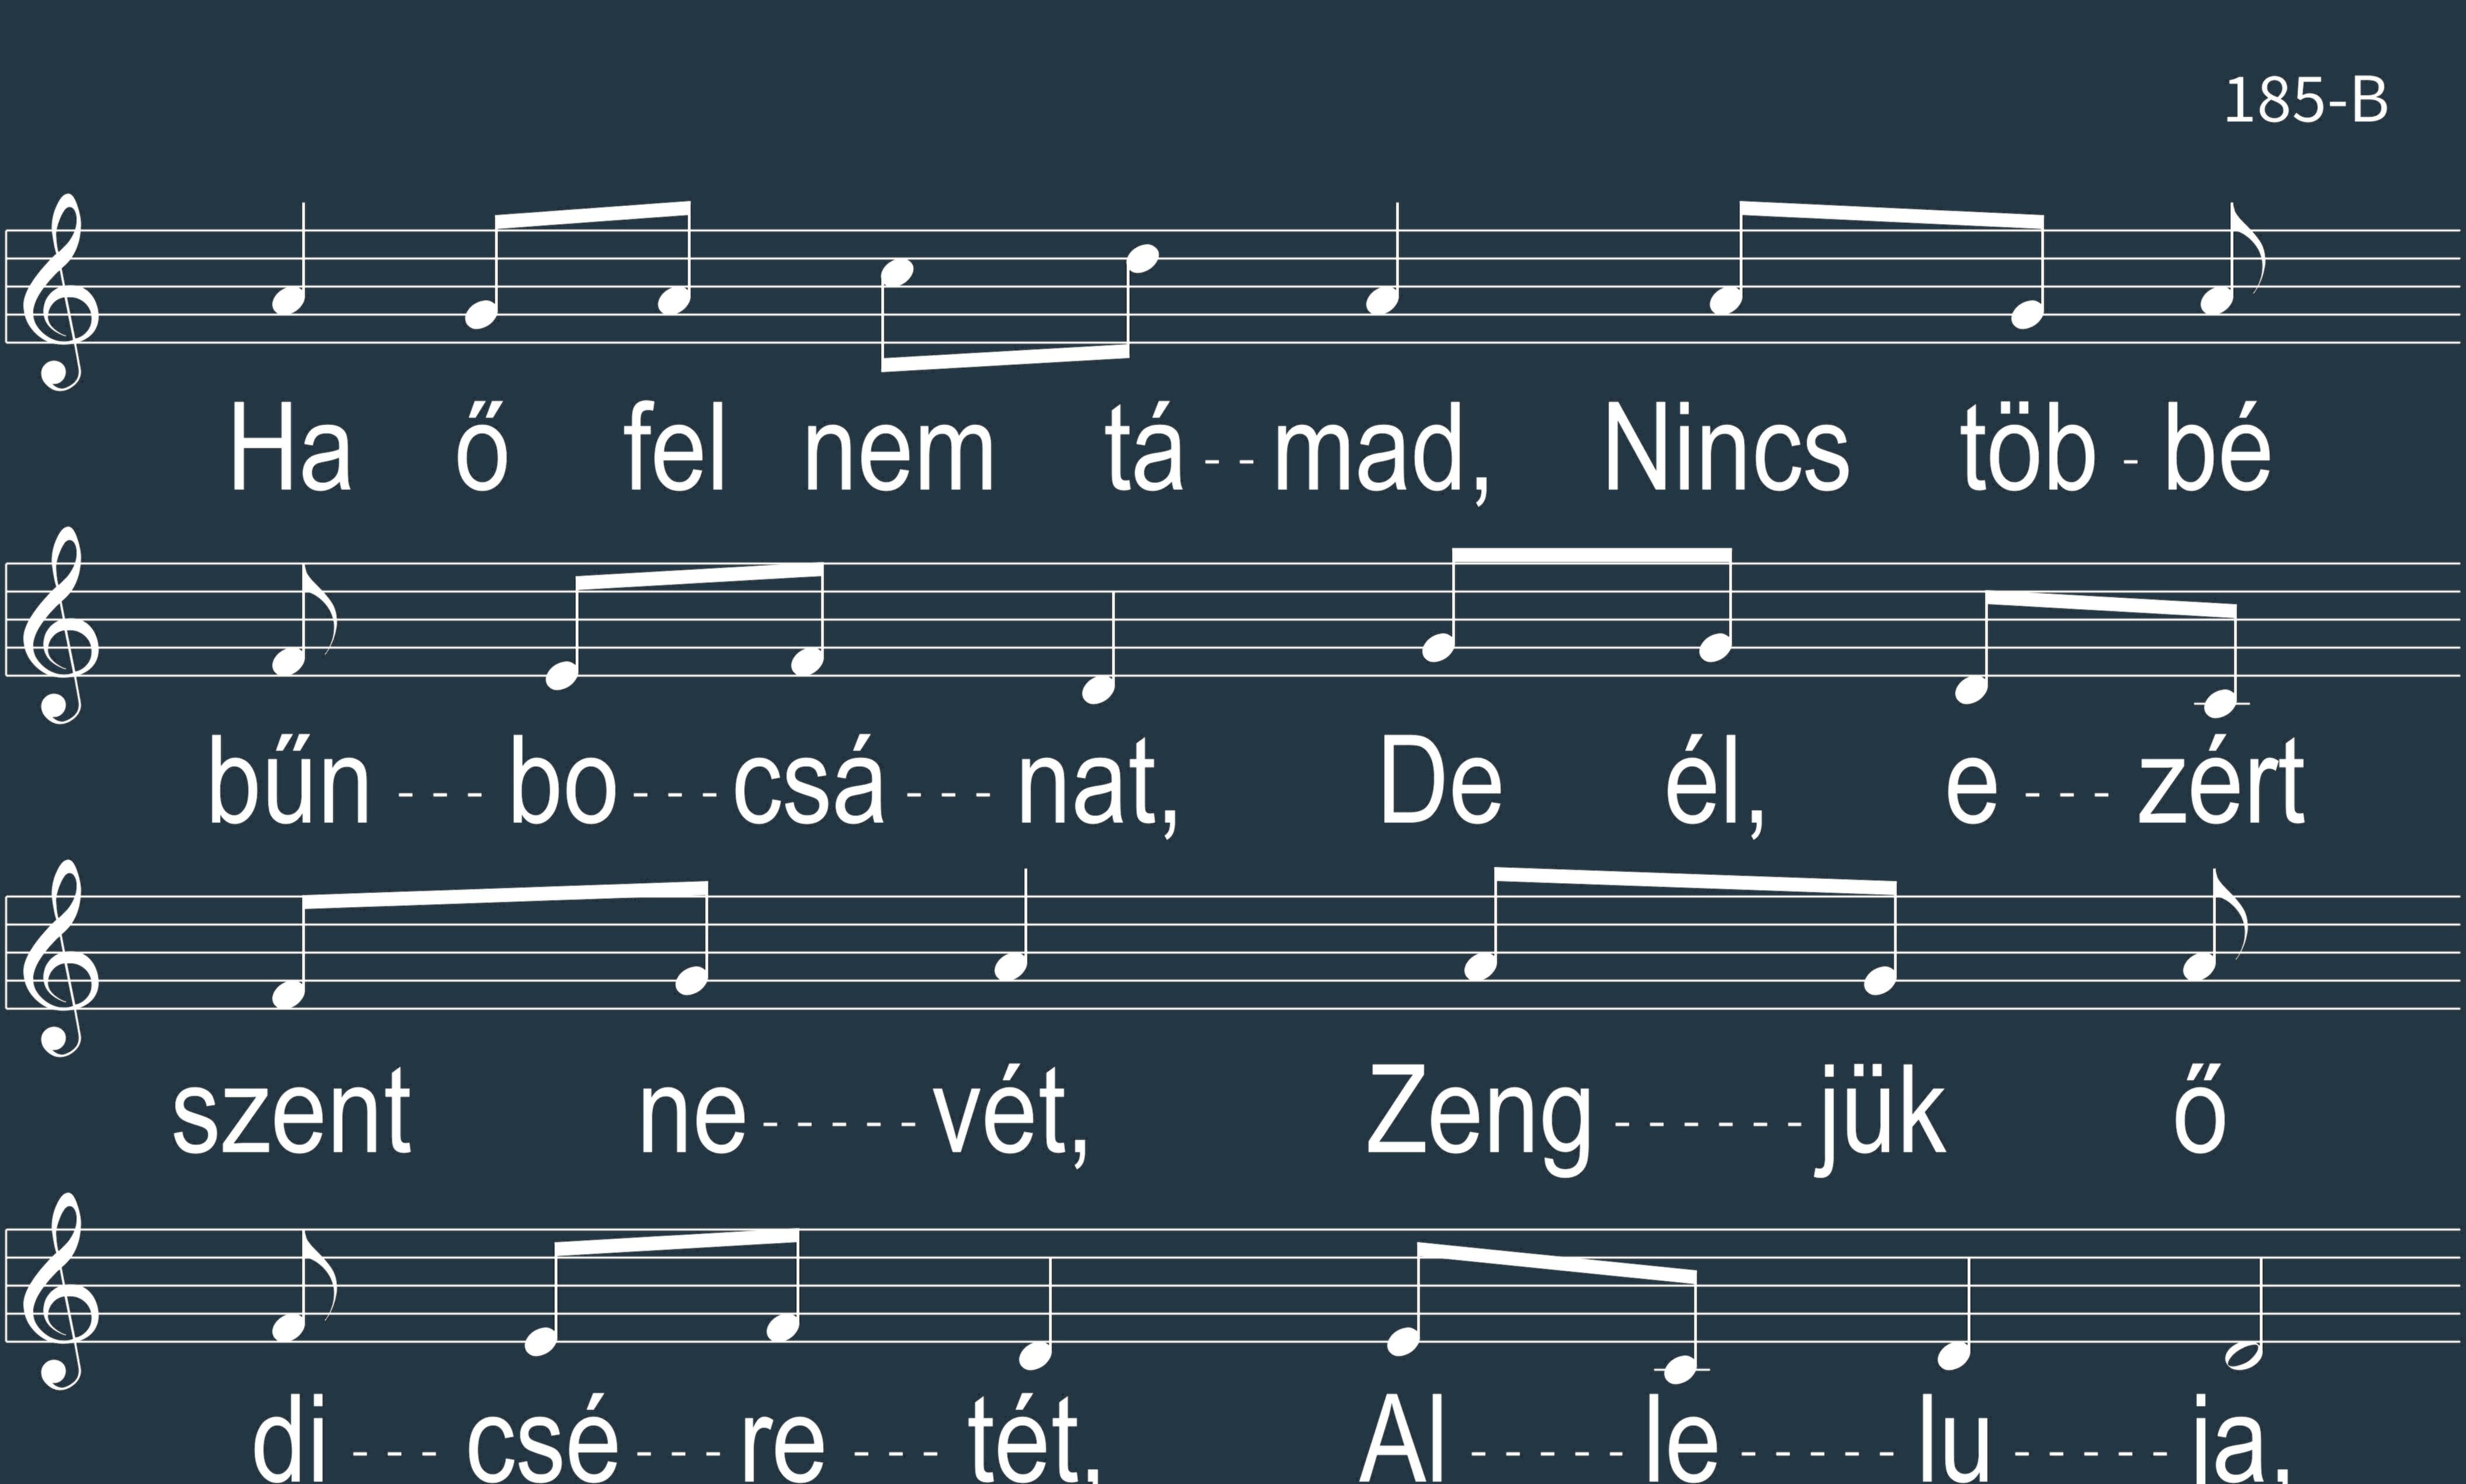 185-B
Ha ő fel nem tá--mad, Nincs töb-bé
bűn---bo---csá---nat, De él, e---zért
szent ne-----vét, Zeng------jük ő
di---csé---re---tét, Al-----le-----lu-----ja,